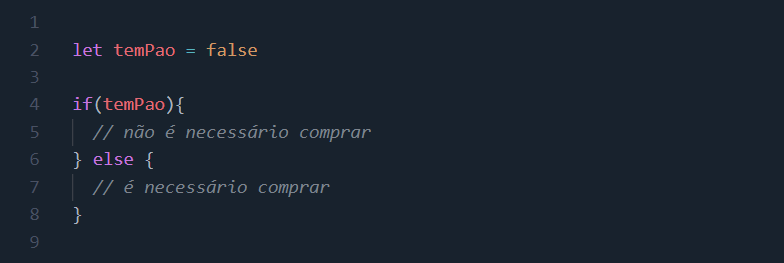 1
2 let temPao = false
3
4 if(temPao){
5 // não é necessário comprar
6 } else {
7 // é necessário comprar
8 }
9